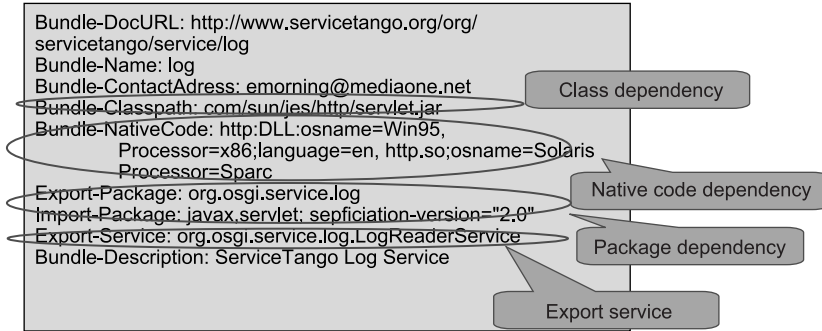 Bundle-DocURL: http://www.servicetango.org/org/
servicetango/service/log
Bundle-Name: log
Bundle-ContactAdress: emorning@mediaone.net
Bundle-Classpath: com/sun/jes/http/servlet.jar
Bundle-NativeCode: http:DLL:osname=Win95,
Processor=x86;language=en, http.so;osname=Solaris
Processor=Sparc
Export-Package: org.osgi.service.log
Import-Package: javax.servlet; sepficiation-version="2.0"
Export-Service: org.osgi.service.log.LogReaderService
Bundle-Description: ServiceTango Log Service
Class dependency
Native code dependency
Package dependency
Export service